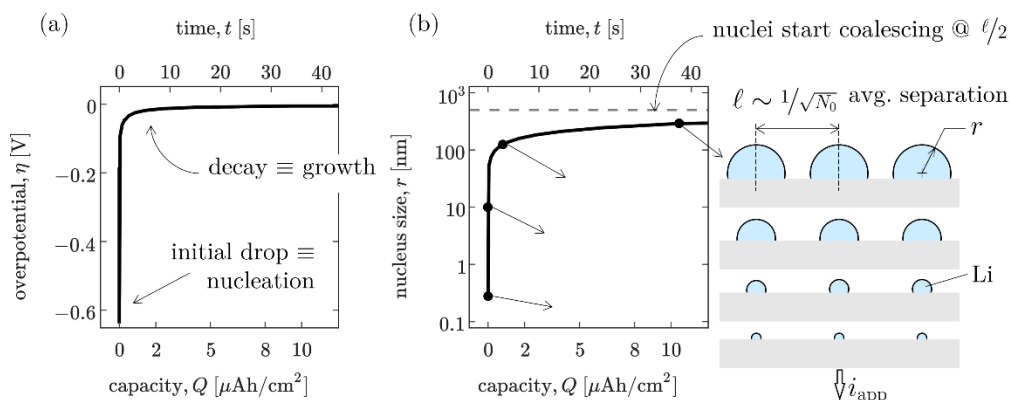 (a)
time, t [s]
0 10 20 30 40
0
−0.2
−0.4
−0.6
overpotential, η [V]
decay ≡ growth
initial drop ≡
nucleation
0 2 5 10
capacity, Q [μAh/cm²]
(b)
time, t [s]
0 10 20 30 40
10³
100
10
1
0.1
nucleus size, r [nm]
0 2 5 10
capacity, Q [μAh/cm²]
nuclei start coalescing @ ℓ/2
ℓ ∼ 1/√N₀ avg. separation
r
Li
i_app